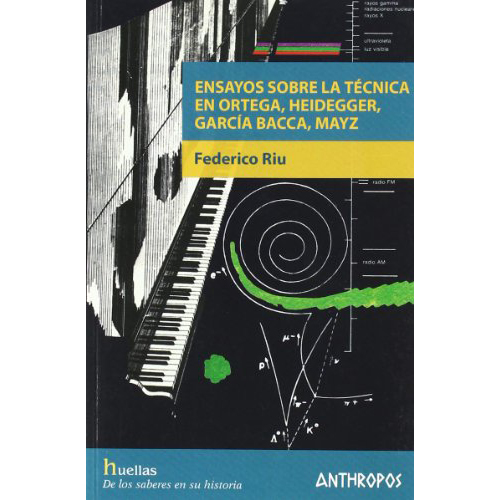 rayos gamma
radiaciones nucleares
rayos X
ultravioleta
luz visible
ENSAYOS SOBRE LA TÉCNICA
EN ORTEGA, HEIDEGGER,
GARCÍA BACCA, MAYZ
Federico Riu
radio FM
radio AM
e-
μ-
p
π-
Λ°
K°
huellas
De los saberes en su historia
ANTHROPOS